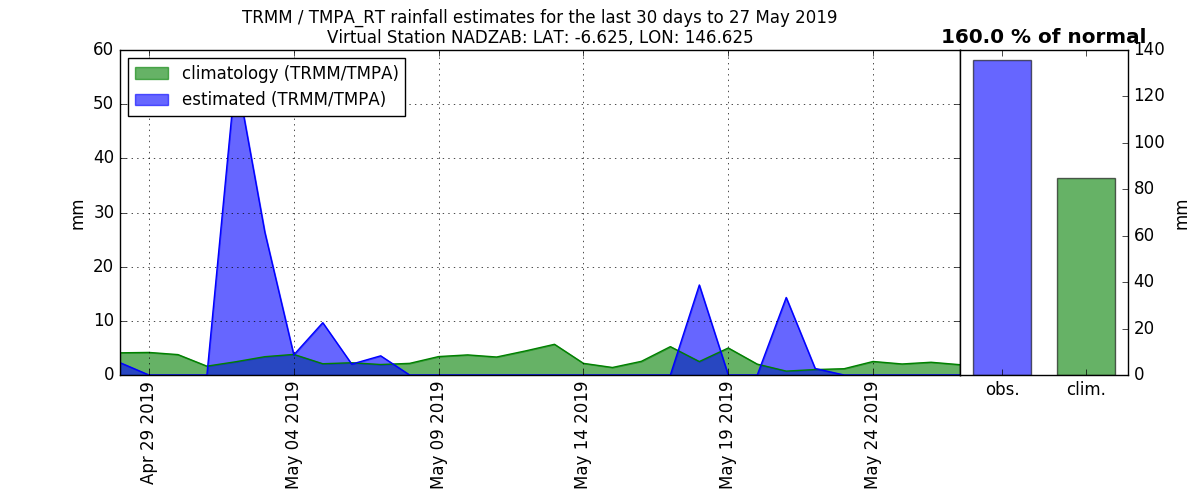 TRMM / TMPA_RT rainfall estimates for the last 30 days to 27 May 2019
Virtual Station NADZAB: LAT: -6.625, LON: 146.625
160.0 % of normal
climatology (TRMM/TMPA)
estimated (TRMM/TMPA)
60
50
40
30
20
10
0
mm
Apr 29 2019
May 04 2019
May 09 2019
May 14 2019
May 19 2019
May 24 2019
140
120
100
80
60
40
20
0
mm
obs.
clim.